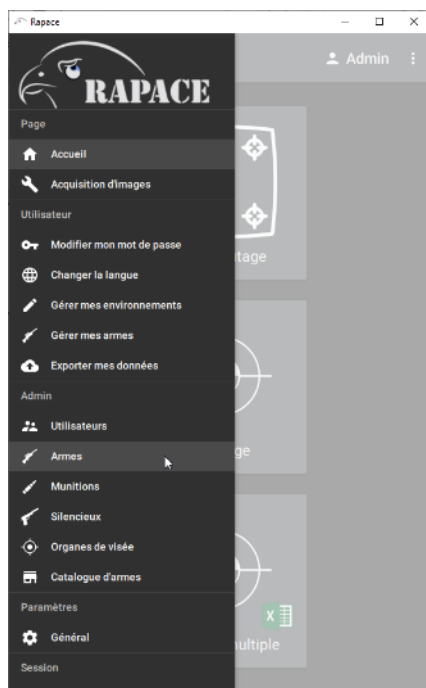 Rapace
RAPACE
Admin
Page
Accueil
Acquisition d'images
Utilisateur
Modifier mon mot de passe
Changer la langue
Gérer mes environnements
Gérer mes armes
Exporter mes données
Admin
Utilisateurs
Armes
Munitions
Silencieux
Organes de visée
Catalogue d'armes
Paramètres
Général
Session
tage
ge
multiple